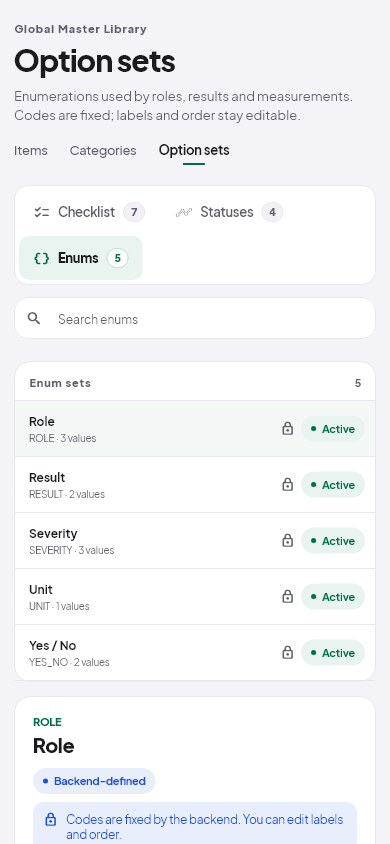 Global Master Library
Option sets
Enumerations used by roles, results and measurements.
Codes are fixed; labels and order stay editable.
Items Categories Option sets
Checklist 7 Statuses 4
Enums 5
Search enums
Enum sets 5
Role
ROLE · 3 values
Active
Result
RESULT · 2 values
Active
Severity
SEVERITY · 3 values
Active
Unit
UNIT · 1 values
Active
Yes / No
YES_NO · 2 values
Active
ROLE
Role
Backend-defined
Codes are fixed by the backend. You can edit labels
and order.